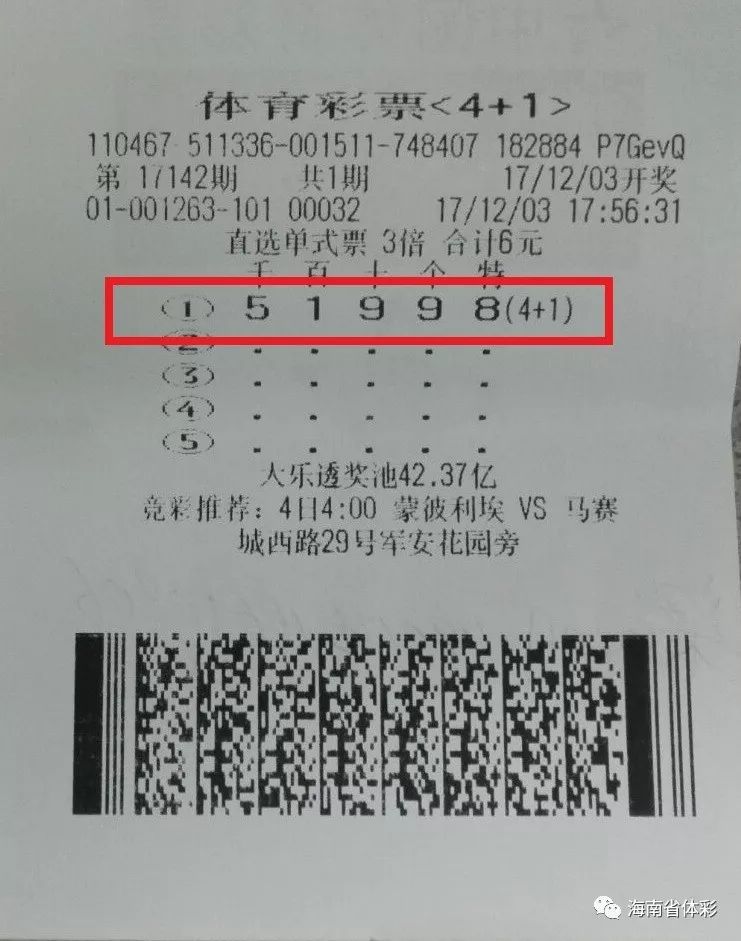 体育彩票<4+1>
110467 511336-001511-748407 182884 P7GevQ
第 17142期 共1期 17/12/03开奖
01-001263-101 00032 17/12/03 17:56:31
直选单式票 3倍 合计6元
千 百 十 个 特
① 5 1 9 9 8(4+1)
② . . . . .
③ . . . . .
④ . . . . .
⑤ . . . . .
大乐透奖池42.37亿
竞彩推荐：4日4:00 蒙彼利埃 VS 马赛
城西路29号军安花园旁
海南省体彩